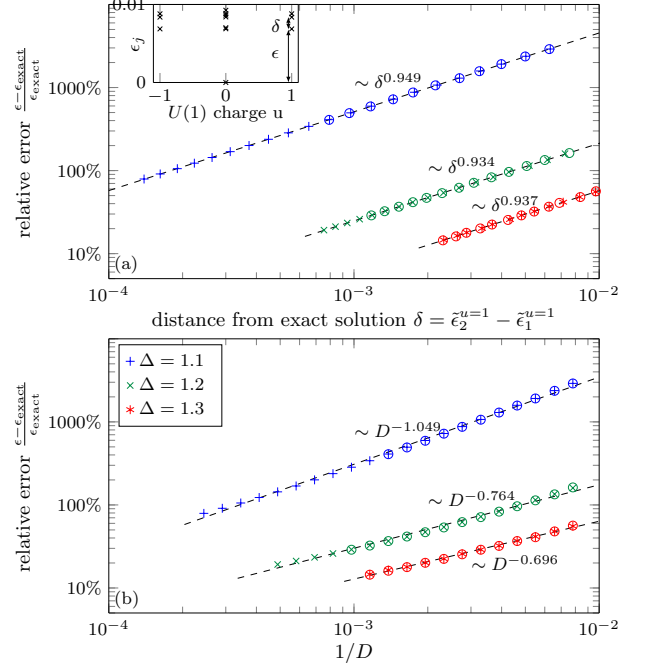 0.01
ϵ_j
δ
ϵ
0
−1 0 1
U(1) charge u
1000%
100%
10%
relative error (ϵ−ϵ_exact)/ϵ_exact
∼ δ^0.949
∼ δ^0.934
∼ δ^0.937
(a)
10^−4 10^−3 10^−2
distance from exact solution δ = ϵ̃_2^{u=1} − ϵ̃_1^{u=1}
Δ = 1.1
Δ = 1.2
Δ = 1.3
1000%
100%
10%
relative error (ϵ−ϵ_exact)/ϵ_exact
∼ D^−1.049
∼ D^−0.764
∼ D^−0.696
(b)
10^−4 10^−3 10^−2
1/D